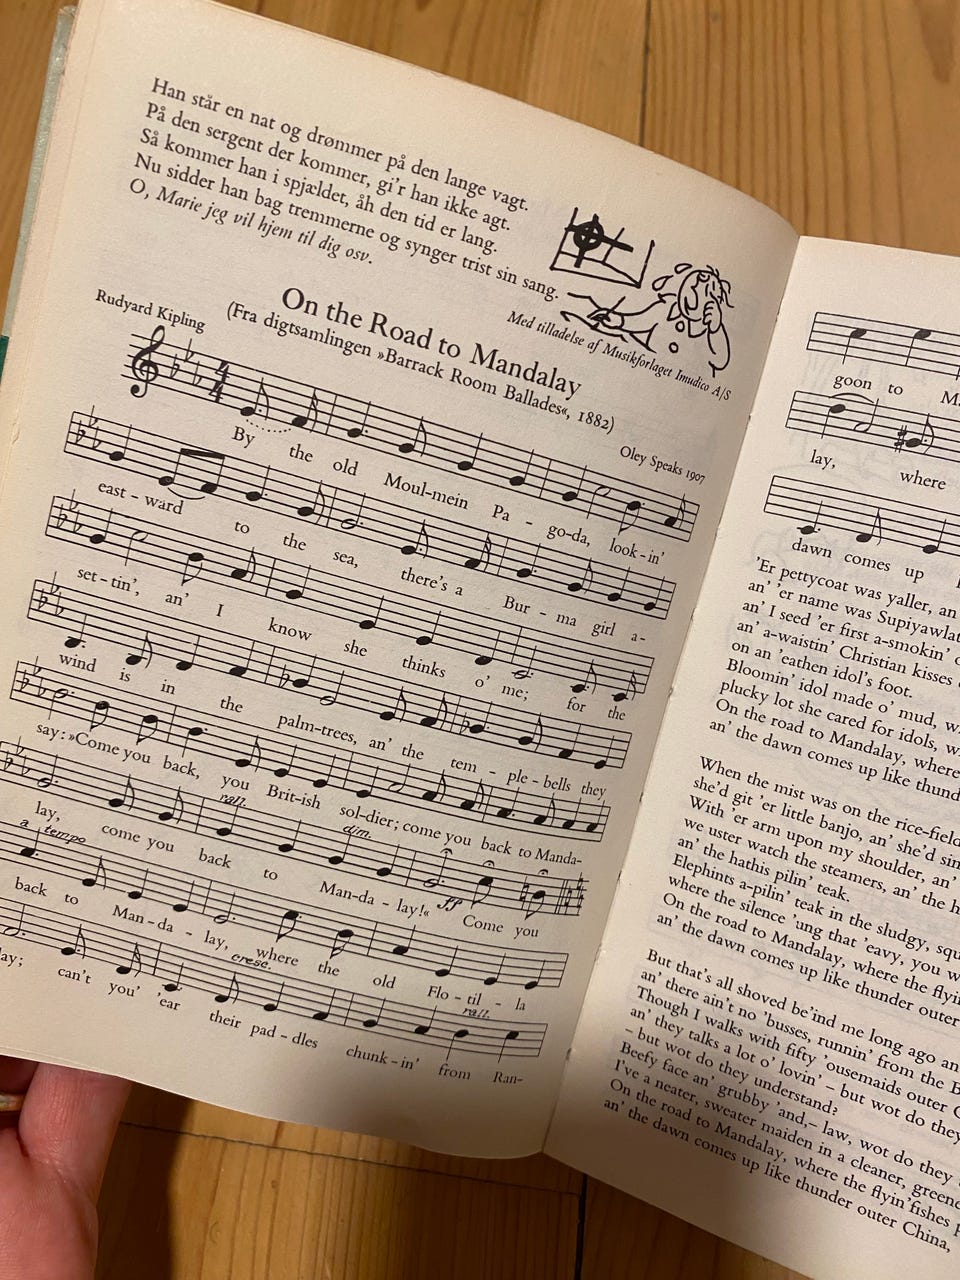 Han står en nat og drømmer på den lange vagt.
På den sergent der kommer, gi'r han ikke agt.
Så kommer han i spjældet, åh den tid er lang.
Nu sidder han bag tremmerne og synger trist sin sang.
O, Marie jeg vil hjem til dig osv.
Med tilladelse af Musikforlaget Imudico A/S
On the Road to Mandalay
(Fra digtsamlingen »Barrack Room Ballades«, 1882)
Rudyard Kipling
Oley Speaks 1907
By the old Moul-mein Pa - go-da, look-in'
east - ward to the sea, there's a Bur - ma girl a-
set-tin', an' I know she thinks o' me; for the
wind is in the palm-trees, an' the tem - ple-bells they
say: »Come you back, you Brit-ish sol-dier; come you back to Manda-
rall. dim.
lay, come you back to Man-da-lay!« ff Come you
a tempo
back to Man-da-lay, where the old Flo-til-la
cresc. rall.
lay; can't you' 'ear their pad-dles chunk-in' from Ran-
goon to
lay, where
dawn comes up
'Er pettycoat was yaller, an
an' 'er name was Supiyawlat
an' I seed 'er first a-smokin'
an' a-waistin' Christian kisses
on an 'eathen idol's foot.
Bloomin' idol made o' mud,
plucky lot she cared for idols,
On the road to Mandalay, where
an' the dawn comes up like thund
When the mist was on the rice-field
she'd git 'er little banjo, an' she'd sin
With 'er arm upon my shoulder, an'
we uster watch the steamers, an' the h
an' the hathis pilin' teak.
Elephints a-pilin' teak in the sludgy, squ
where the silence 'ung that 'eavy, you w
On the road to Mandalay, where the flyin
an' the dawn comes up like thunder outer
But that's all shoved be'ind me long ago an
an' there ain't no 'busses, runnin' from the
Though I walks with fifty 'ousemaids outer
an' they talks a lot o' lovin' – but wot do they
– but wot do they understand?
Beefy face an' grubby 'and,– law, wot do they
I've a neater, sweater maiden in a cleaner, greene
On the road to Mandalay, where the flyin'fishes
an' the dawn comes up like thunder outer China,